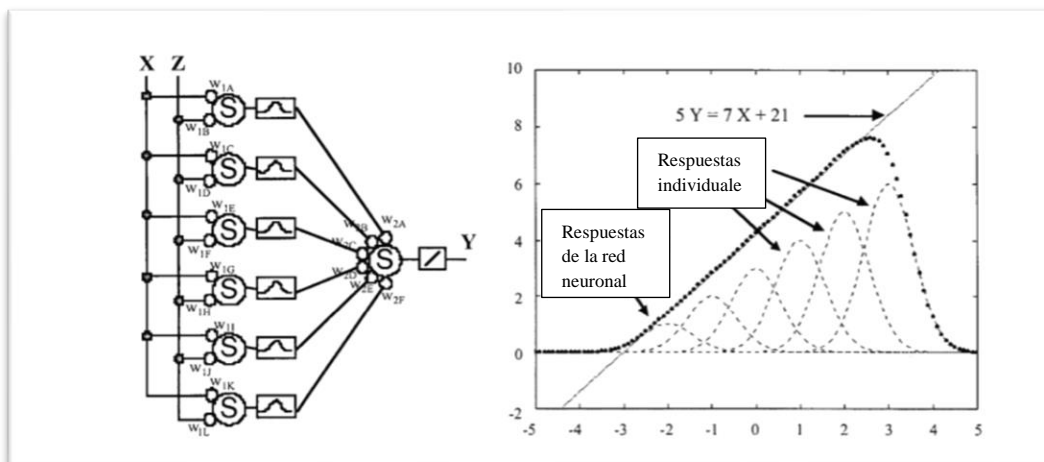 X Z
W1A
W1B
W1C
W1D
W1E
W1F
W1G
W1H
W1I
W1J
W1K
W1L
S
S
S
S
S
S
W2A
W2B
W2C
W2D
W2E
W2F
S
Y
10
8
6
4
2
0
-2
-5 -4 -3 -2 -1 0 1 2 3 4 5
5 Y = 7 X + 21
Respuestas
individuale
Respuestas
de la red
neuronal